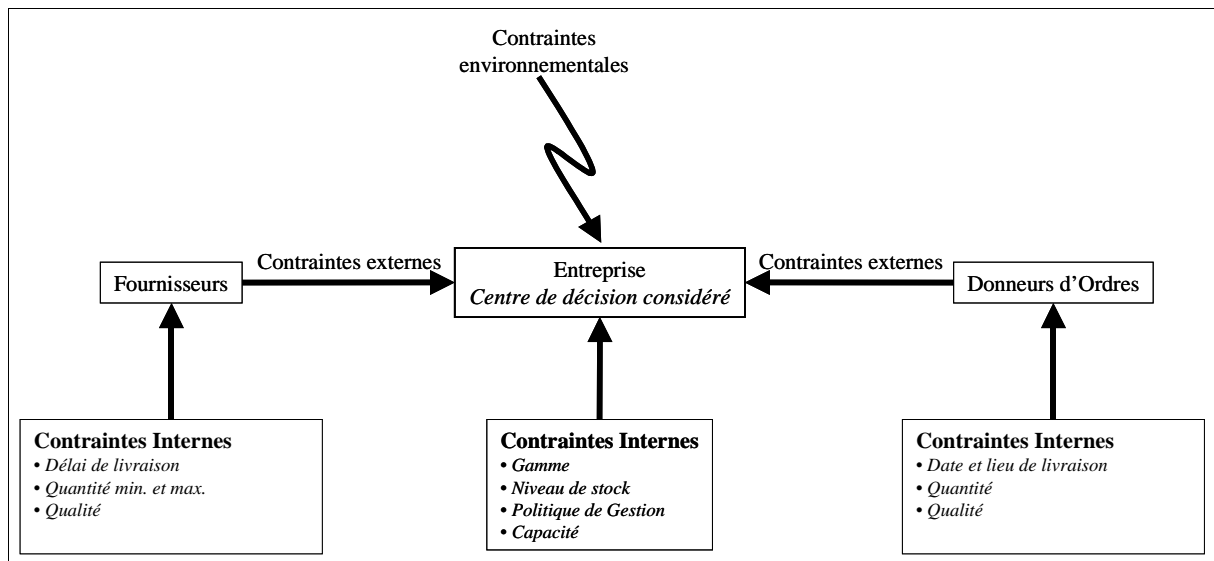 Contraintes
environnementales
Contraintes externes
Fournisseurs
Entreprise
Centre de décision considéré
Contraintes externes
Donneurs d'Ordres
Contraintes Internes
• Délai de livraison
• Quantité min. et max.
• Qualité
Contraintes Internes
• Gamme
• Niveau de stock
• Politique de Gestion
• Capacité
Contraintes Internes
• Date et lieu de livraison
• Quantité
• Qualité